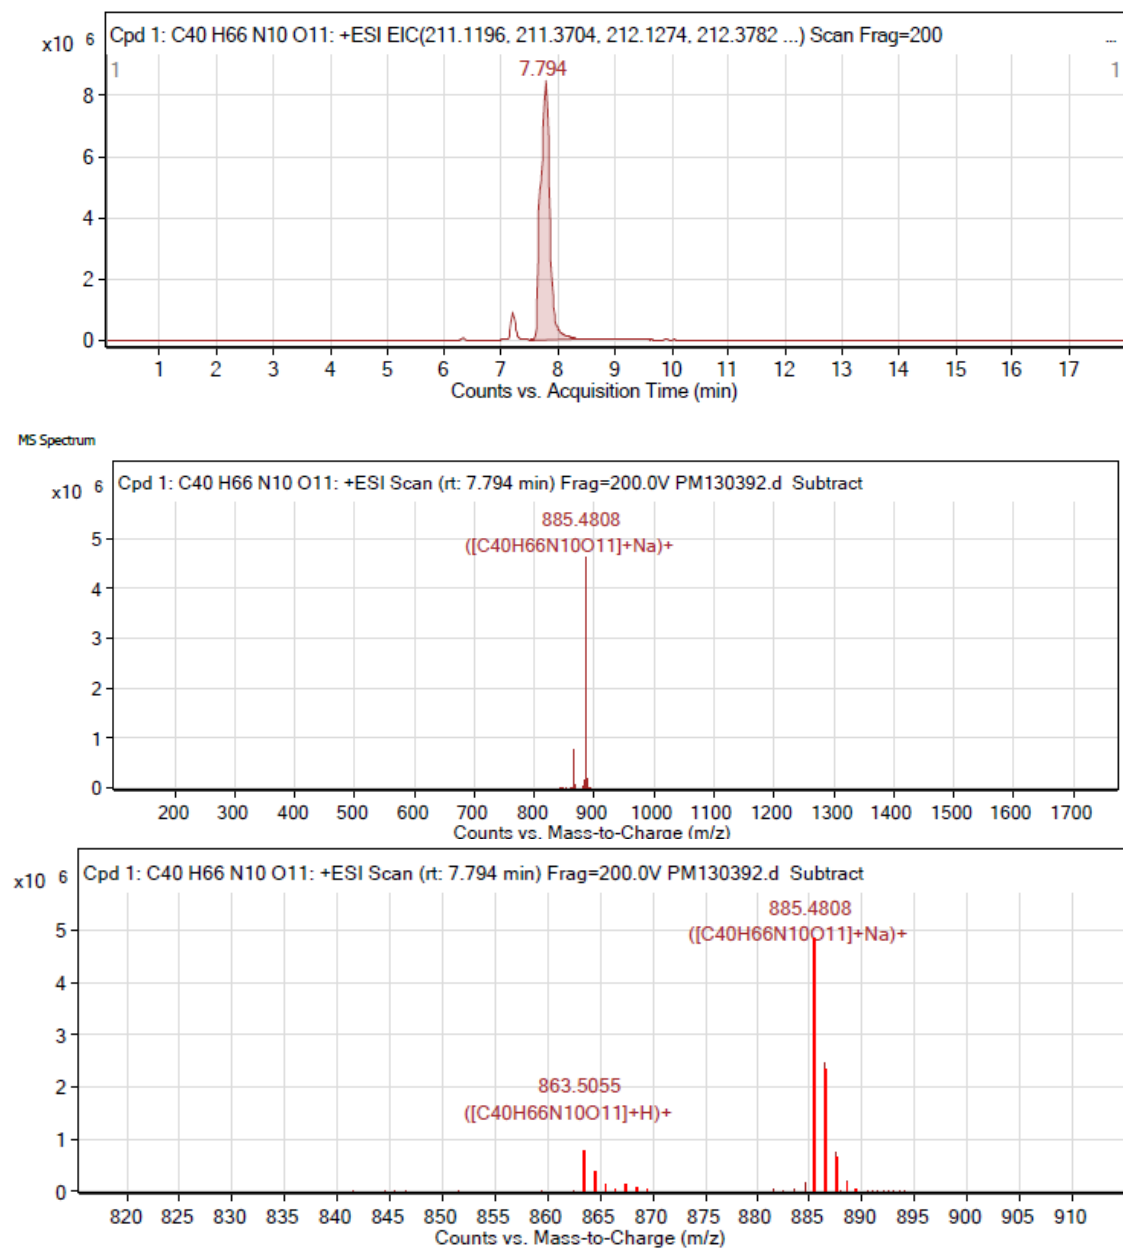 x10 6
Cpd 1: C40 H66 N10 O11: +ESI EIC(211.1196, 211.3704, 212.1274, 212.3782 ...) Scan Frag=200 ...
1 7.794 1
8
6
4
2
0
1 2 3 4 5 6 7 8 9 10 11 12 13 14 15 16 17
Counts vs. Acquisition Time (min)
MS Spectrum
x10 6
Cpd 1: C40 H66 N10 O11: +ESI Scan (rt: 7.794 min) Frag=200.0V PM130392.d Subtract
885.4808
([C40H66N10O11]+Na)+
5
4
3
2
1
0
200 300 400 500 600 700 800 900 1000 1100 1200 1300 1400 1500 1600 1700
Counts vs. Mass-to-Charge (m/z)
x10 6
Cpd 1: C40 H66 N10 O11: +ESI Scan (rt: 7.794 min) Frag=200.0V PM130392.d Subtract
885.4808
([C40H66N10O11]+Na)+
5
4
3
2
863.5055
([C40H66N10O11]+H)+
1
0
820 825 830 835 840 845 850 855 860 865 870 875 880 885 890 895 900 905 910
Counts vs. Mass-to-Charge (m/z)